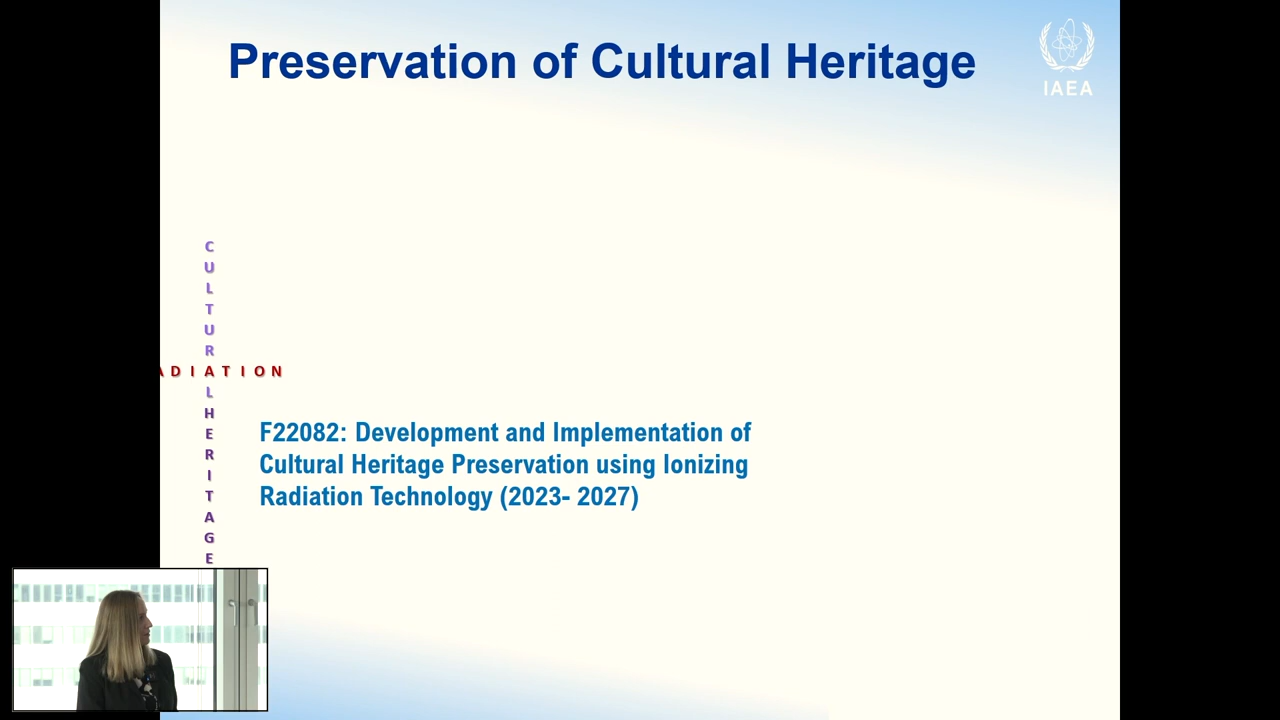 Preservation of Cultural Heritage
IAEA
C
U
L
T
U
R
ADIATION
L
H
E
R
I
T
A
G
E
F22082: Development and Implementation of
Cultural Heritage Preservation using Ionizing
Radiation Technology (2023- 2027)